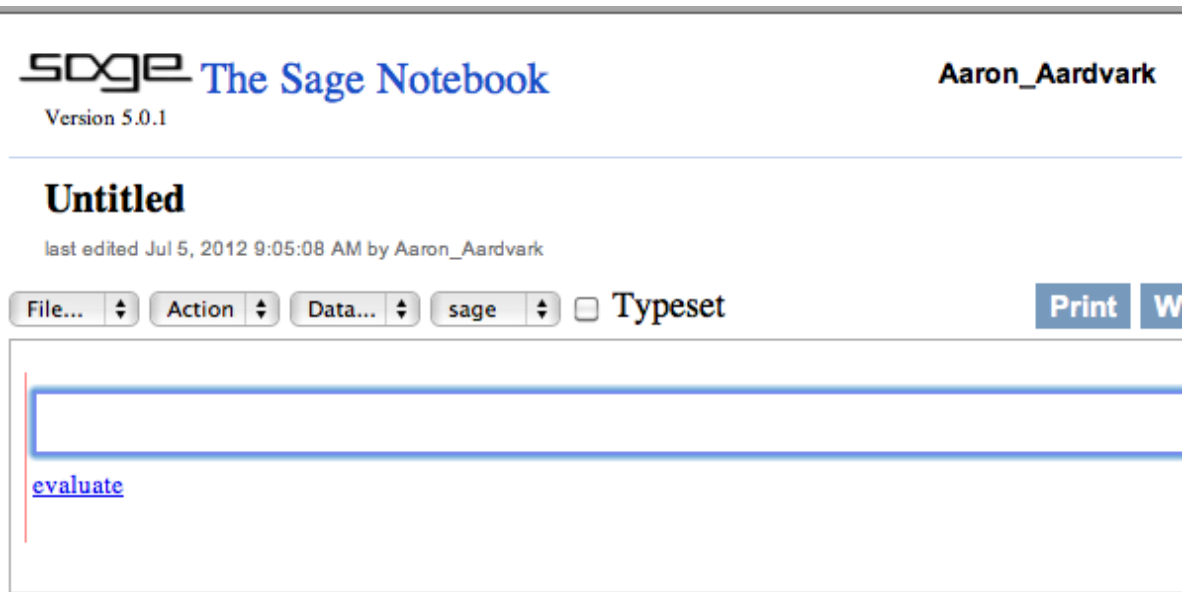 sage The Sage Notebook Aaron_Aardvark
Version 5.0.1
Untitled
last edited Jul 5, 2012 9:05:08 AM by Aaron_Aardvark
File... Action Data... sage Typeset Print
evaluate